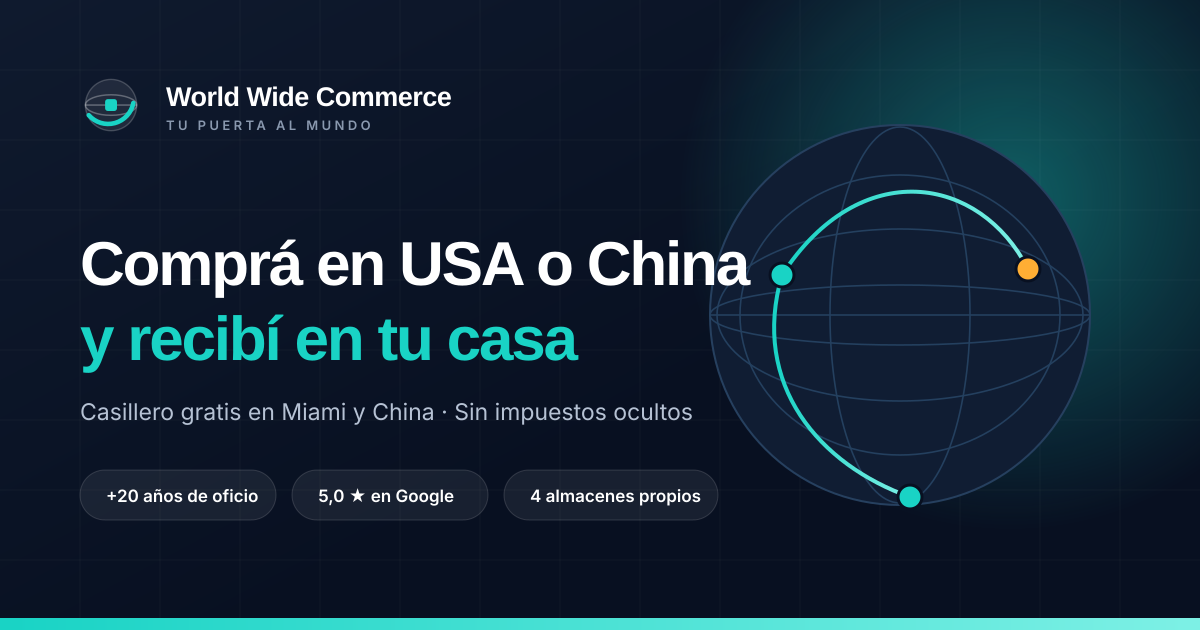 World Wide Commerce
TU PUERTA AL MUNDO
Comprá en USA o China
y recibí en tu casa
Casillero gratis en Miami y China · Sin impuestos ocultos
+20 años de oficio
5,0 ★ en Google
4 almacenes propios